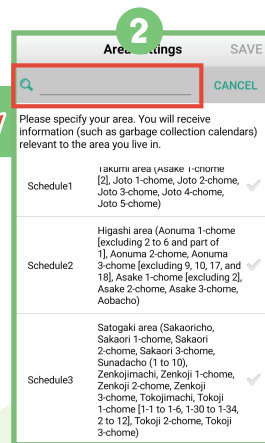 2
Area Settings SAVE
CANCEL
Please specify your area. You will receive
information (such as garbage collection calendars)
relevant to the area you live in.
Takumi area (Asake 1-chome
[2], Joto 1-chome, Joto 2-chome,
Schedule1
Joto 3-chome, Joto 4-chome,
Joto 5-chome)
Higashi area (Aonuma 1-chome
[excluding 2 to 6 and part of
1], Aonuma 2-chome, Aonuma
Schedule2
3-chome [excluding 9, 10, 17, and
18], Asake 1-chome [excluding 2],
Asake 2-chome, Asake 3-chome,
Aobacho)
Satogaki area (Sakaoricho,
Sakaori 1-chome, Sakaori
2-chome, Sakaori 3-chome,
Sunadacho (1 to 10),
Zenkojimachi, Zenkoji 1-chome,
Schedule3
Zenkoji 2-chome, Zenkoji
3-chome, Tokojimachi, Tokoji
1-chome [1-1 to 1-6, 1-30 to 1-34,
2 to 12], Tokoji 2-chome, Tokoji
3-chome)